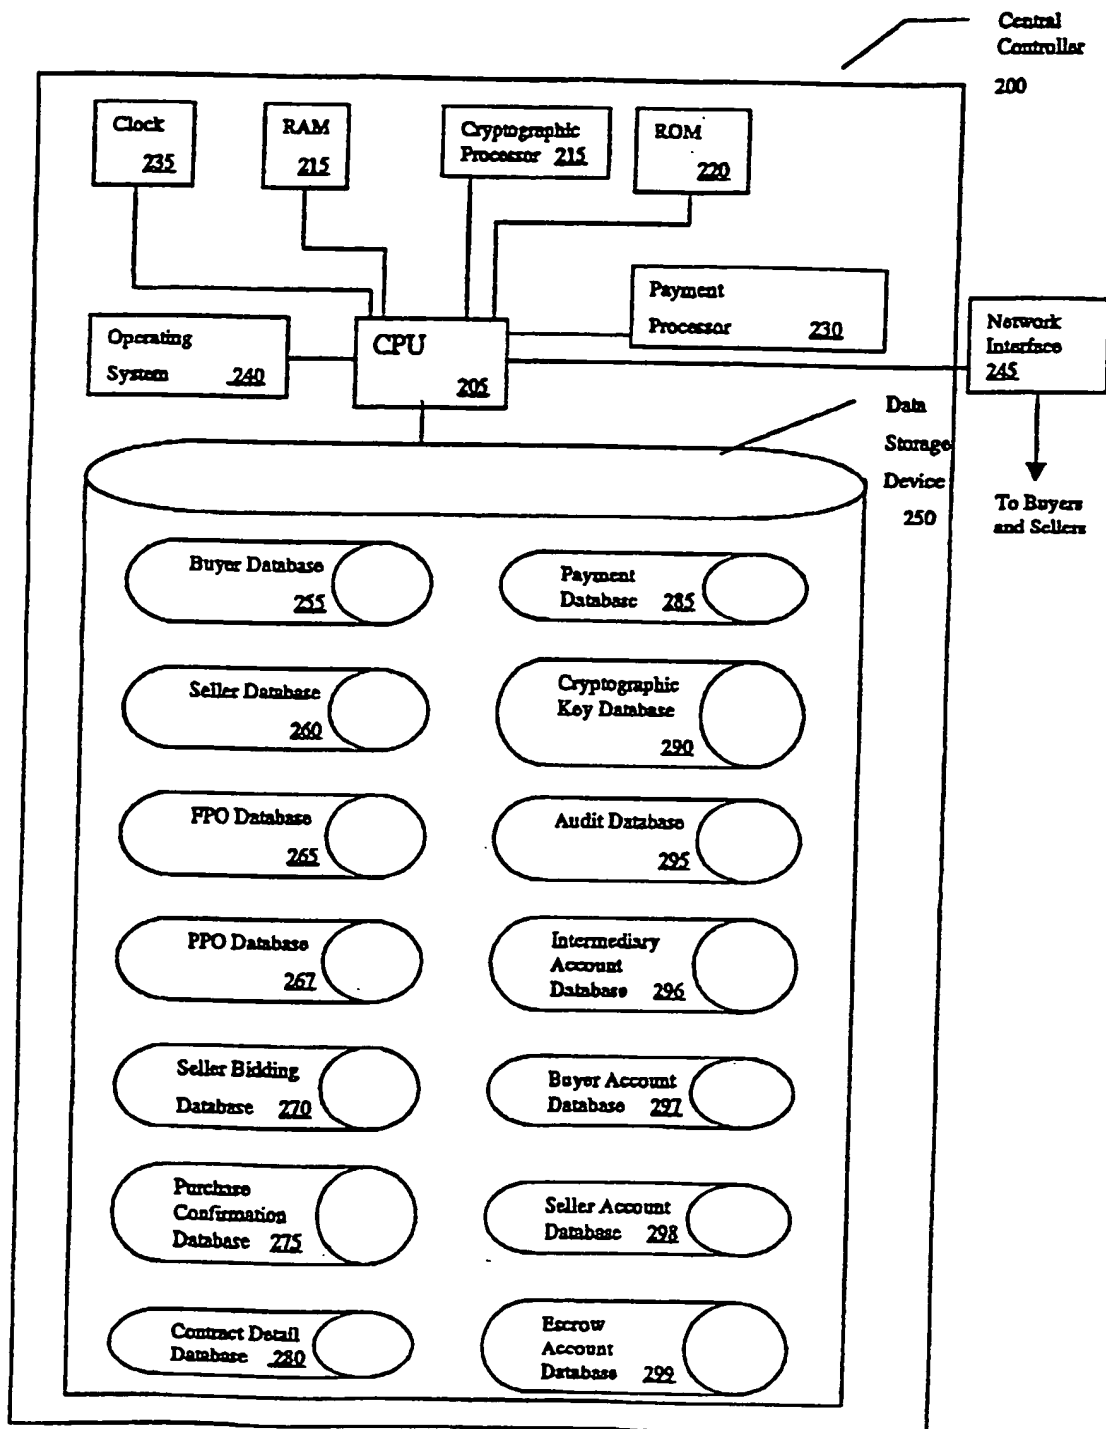 Central
Controller
200
Clock
235
RAM
215
Cryptographic
Processor 215
ROM
220
Payment
Processor 230
Operating
System 240
CPU
205
Network
Interface
245
To Buyers
and Sellers
Data
Storage
Device
250
Buyer Database
255
Payment
Database 285
Seller Database
260
Cryptographic
Key Database
290
FPO Database
265
Audit Database
295
PPO Database
267
Intermediary
Account
Database 296
Seller Bidding
Database 270
Buyer Account
Database 297
Purchase
Confirmation
Database 275
Seller Account
Database 298
Contract Detail
Database 280
Escrow
Account
Database 299